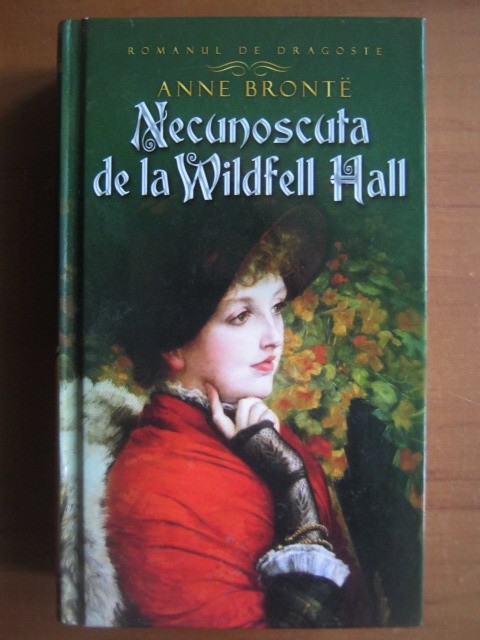 ROMANUL DE DRAGOSTE
ANNE BRONTË
Necunoscuta
de la Wildfell Hall